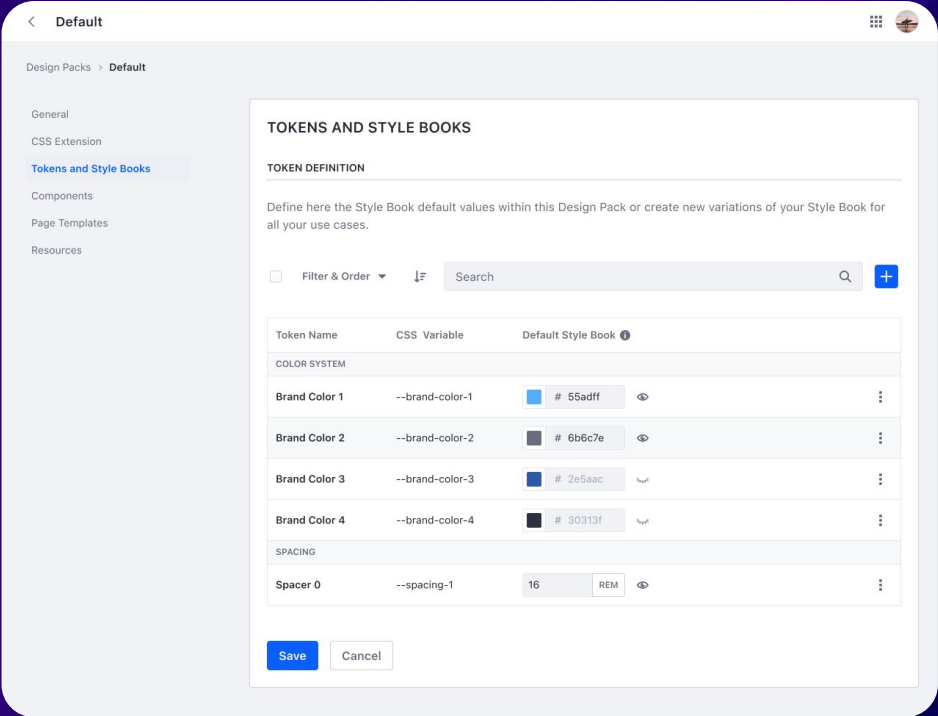 Default
Design Packs > Default
General
CSS Extension
Tokens and Style Books
Components
Page Templates
Resources
TOKENS AND STYLE BOOKS
TOKEN DEFINITION
Define here the Style Book default values within this Design Pack or create new variations of your Style Book for
all your use cases.
Filter & Order
Search
Token Name CSS Variable Default Style Book
COLOR SYSTEM
Brand Color 1 --brand-color-1 # 55adff
Brand Color 2 --brand-color-2 # 6b6c7e
Brand Color 3 --brand-color-3 # 2e5aac
Brand Color 4 --brand-color-4 # 30313f
SPACING
Spacer 0 --spacing-1 16 REM
Save Cancel